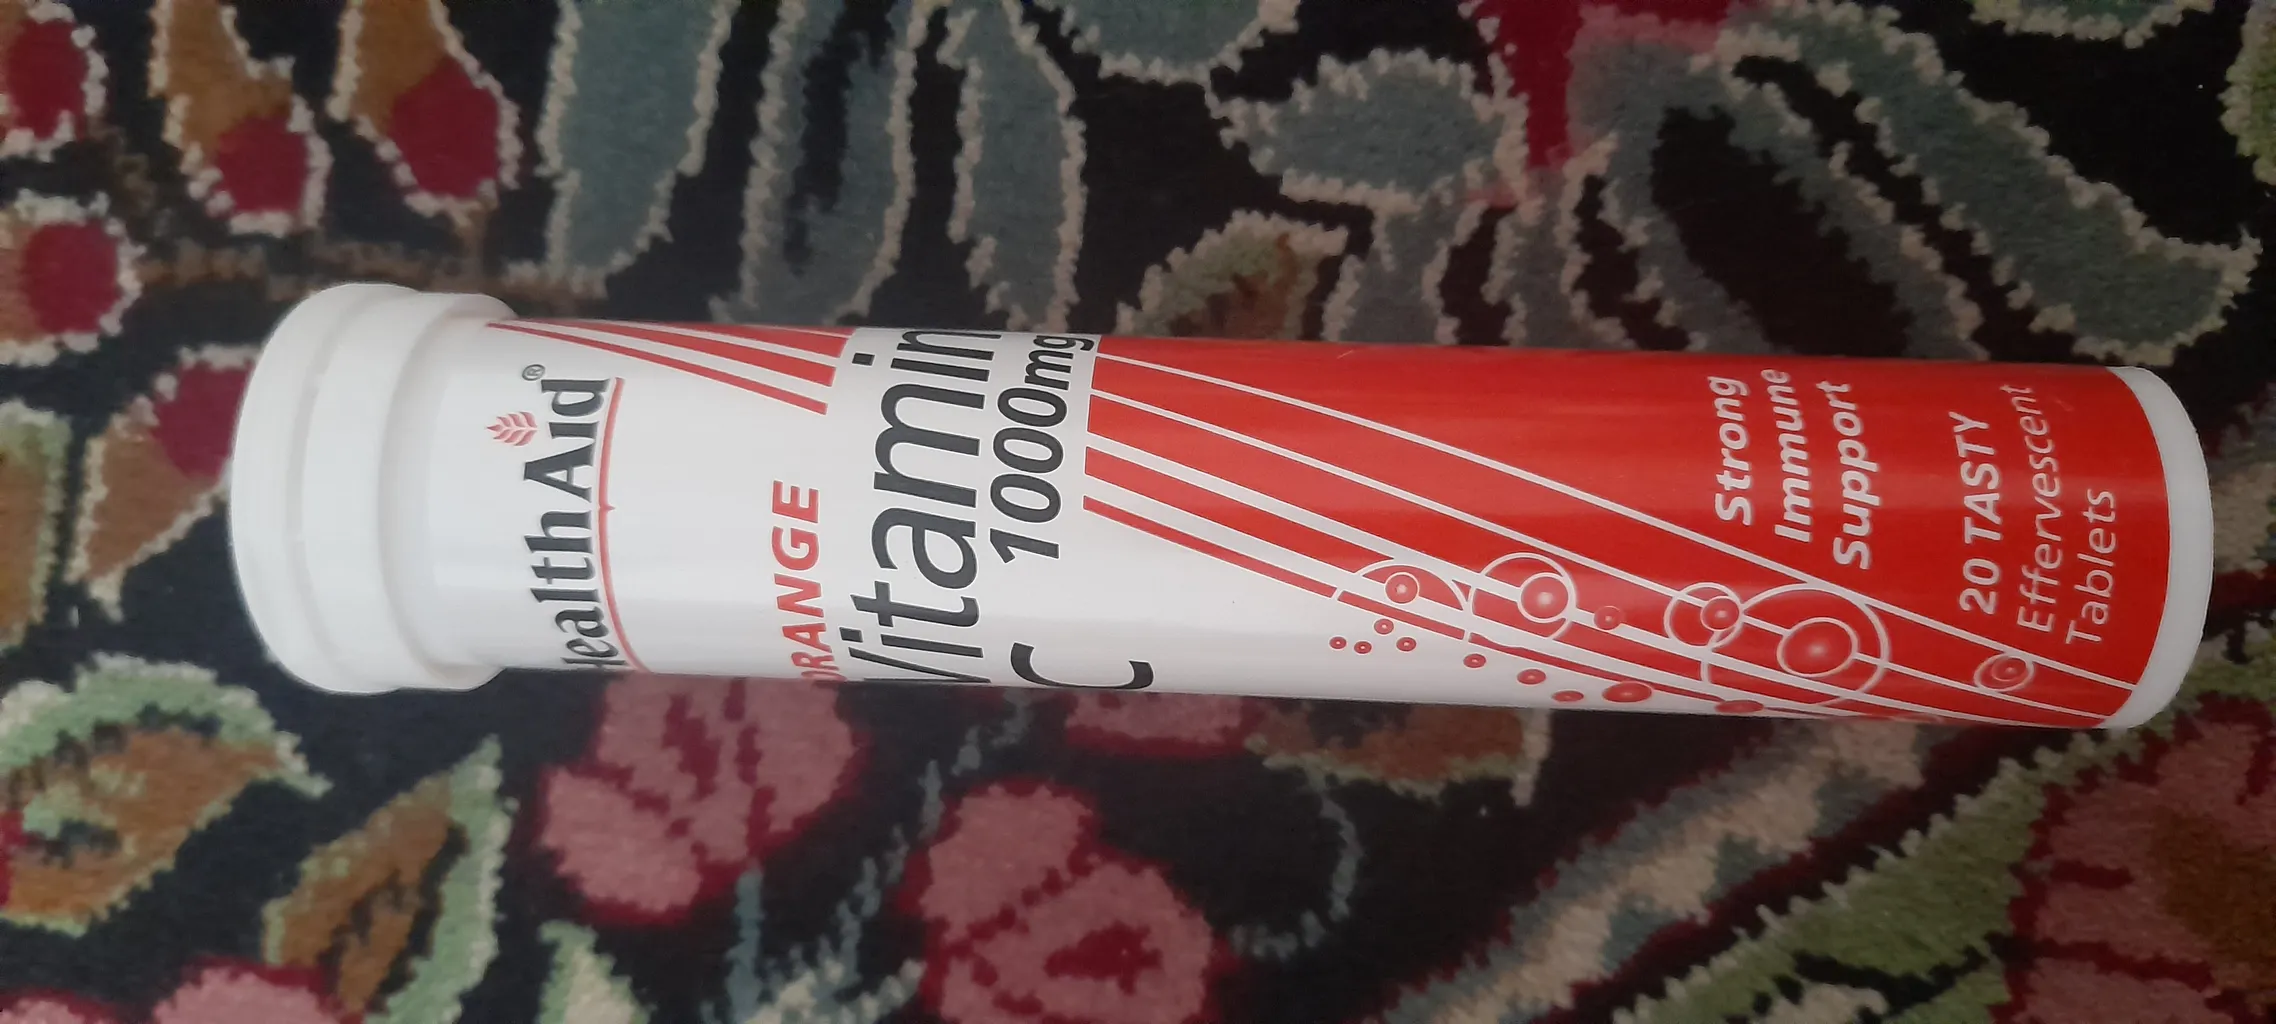 HealthAid®
ORANGE
Vitamin
C 1000mg
Strong
Immune
Support
20 TASTY
Effervescent
Tablets